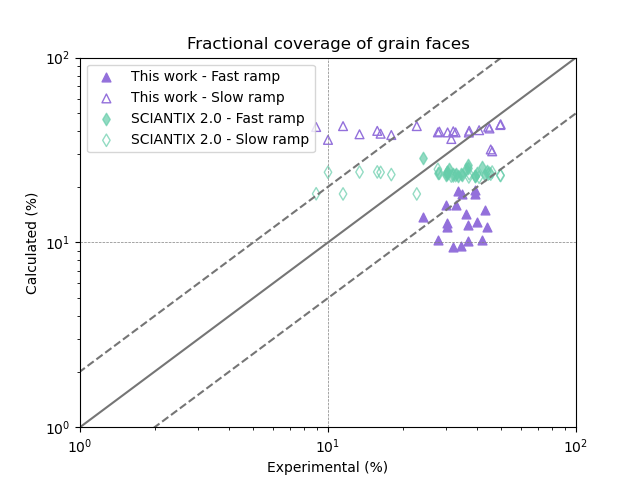 Fractional coverage of grain faces
This work - Fast ramp
This work - Slow ramp
SCIANTIX 2.0 - Fast ramp
SCIANTIX 2.0 - Slow ramp
Calculated (%)
10²
10¹
10⁰
10⁰ 10¹ 10²
Experimental (%)